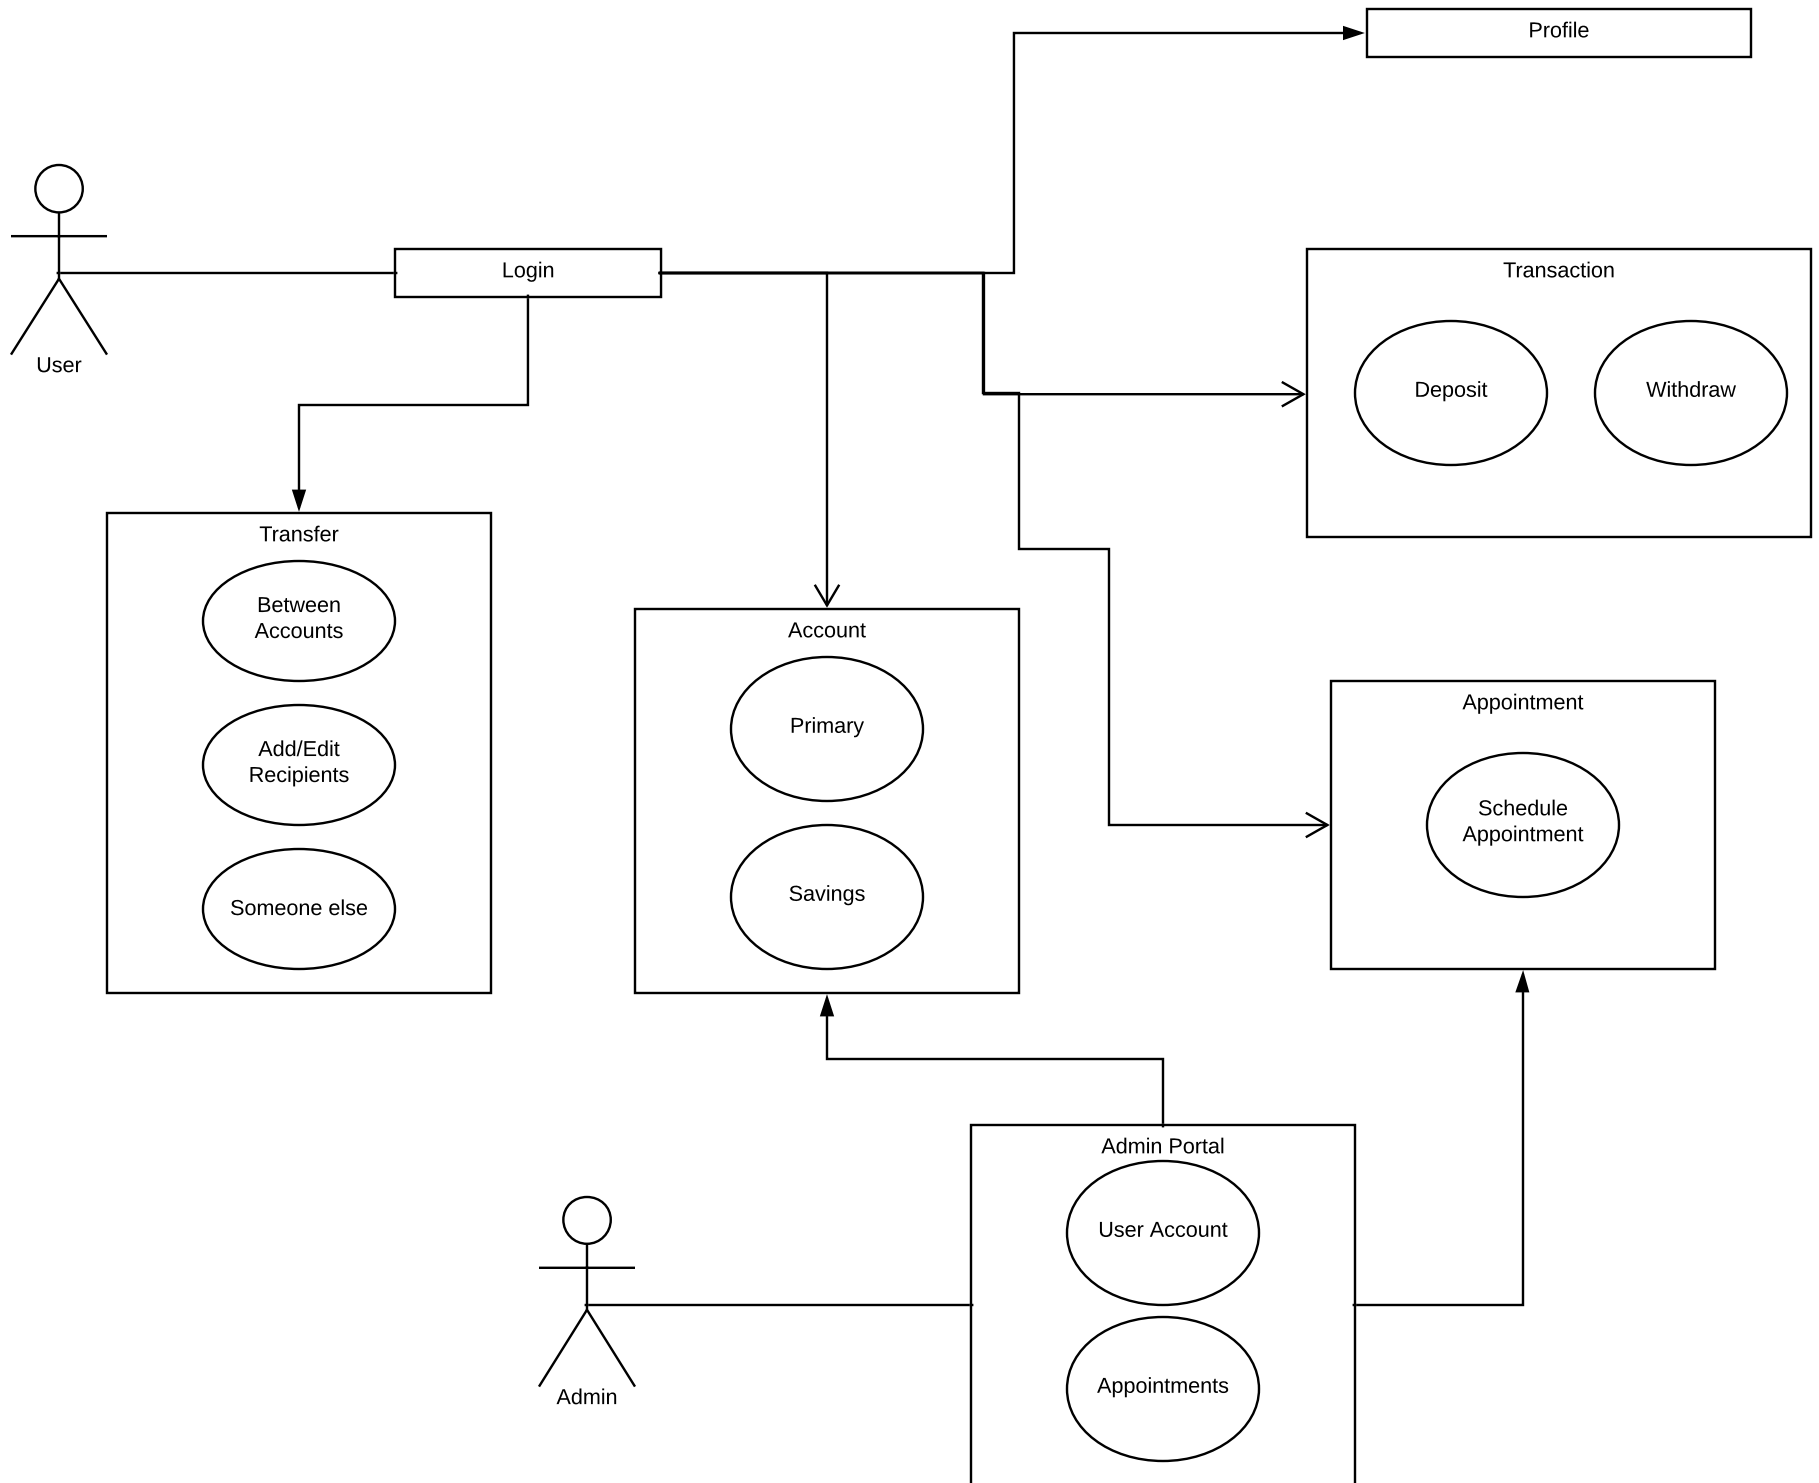 Profile
Login
Transaction
User
Deposit
Withdraw
Transfer
Between
Accounts
Add/Edit
Recipients
Someone else
Account
Primary
Savings
Appointment
Schedule
Appointment
Admin Portal
User Account
Appointments
Admin